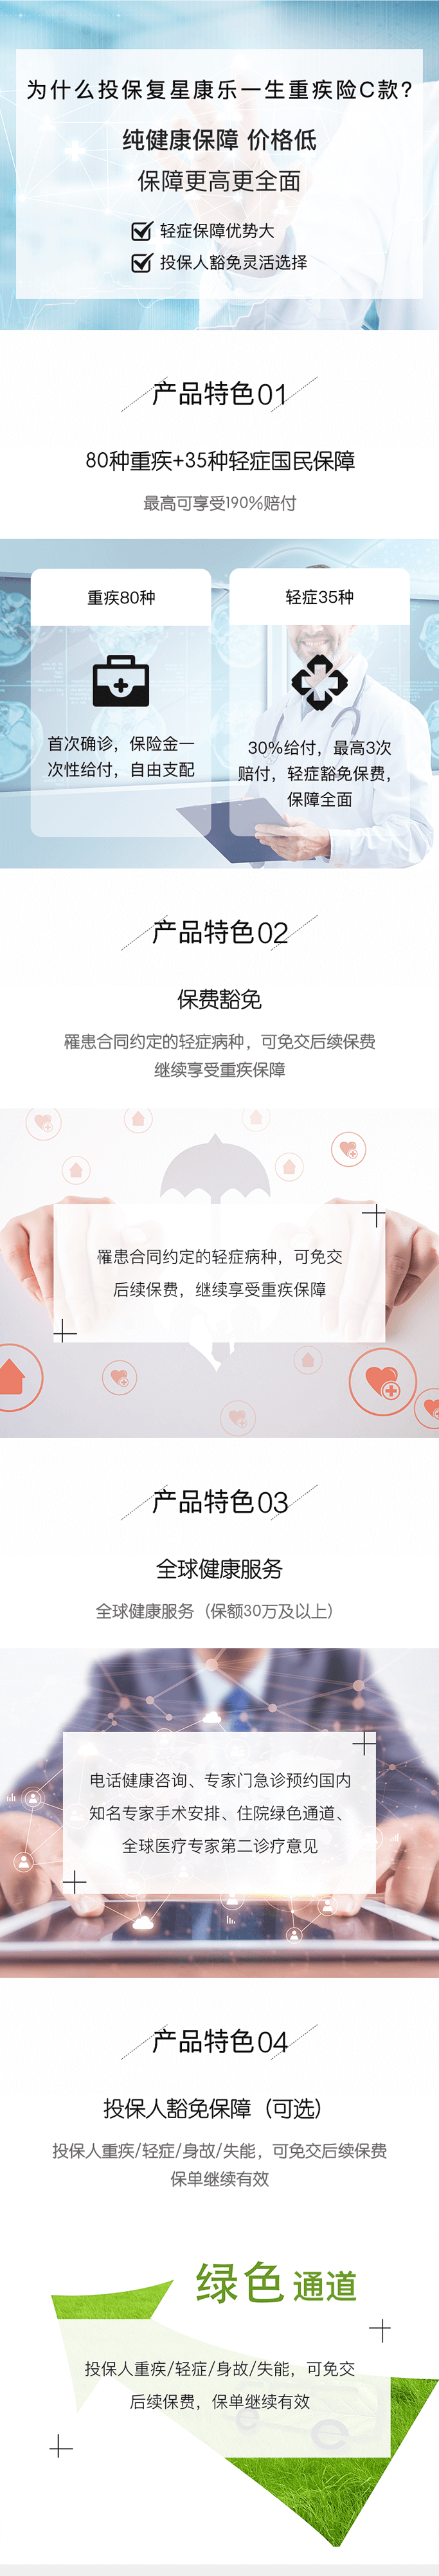 为什么投保复星康乐一生重疾险C款?
纯健康保障 价格低
保障更高更全面
轻症保障优势大
投保人豁免灵活选择
产品特色01
80种重疾+35种轻症国民保障
最高可享受190%赔付
重疾80种
首次确诊，保险金一
次性给付，自由支配
轻症35种
30%给付，最高3次
赔付，轻症豁免保费，
保障全面
产品特色02
保费豁免
罹患合同约定的轻症病种，可免交后续保费
继续享受重疾保障
罹患合同约定的轻症病种，可免交
后续保费，继续享受重疾保障
产品特色03
全球健康服务
全球健康服务（保额30万及以上）
电话健康咨询、专家门急诊预约国内
知名专家手术安排、住院绿色通道、
全球医疗专家第二诊疗意见
产品特色04
投保人豁免保障（可选）
投保人重疾/轻症/身故/失能，可免交后续保费
保单继续有效
绿色通道
投保人重疾/轻症/身故/失能，可免交
后续保费，保单继续有效